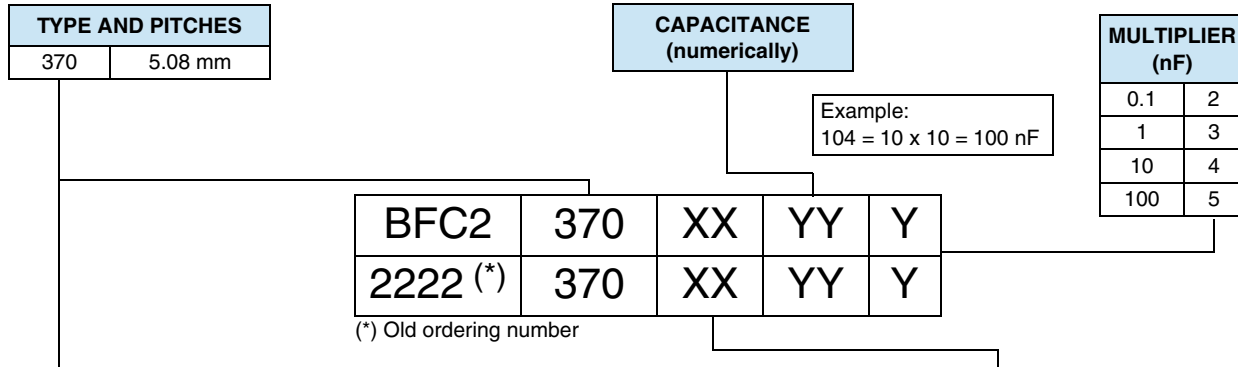 TYPE AND PITCHES
370 5.08 mm
CAPACITANCE
(numerically)
MULTIPLIER
(nF)
0.1 2
1 3
10 4
100 5
Example:
104 = 10 x 10 = 100 nF
BFC2 370 XX YY Y
2222 (*) 370 XX YY Y
(*) Old ordering number